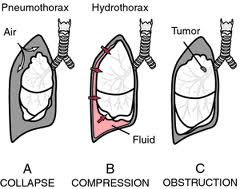 Pneumothorax
Hydrothorax
Air
Tumor
Fluid
A
B
C
COLLAPSE
COMPRESSION
OBSTRUCTION